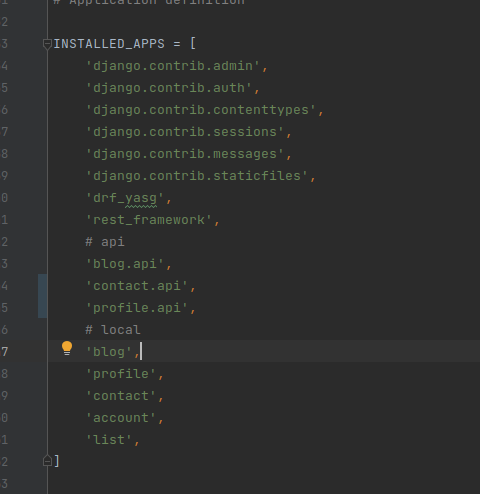 # Application definition
2
3 INSTALLED_APPS = [
4 'django.contrib.admin',
5 'django.contrib.auth',
6 'django.contrib.contenttypes',
7 'django.contrib.sessions',
8 'django.contrib.messages',
9 'django.contrib.staticfiles',
0 'drf_yasg',
1 'rest_framework',
2 # api
3 'blog.api',
4 'contact.api',
5 'profile.api',
6 # local
7 'blog',
8 'profile',
9 'contact',
0 'account',
1 'list',
2 ]
3